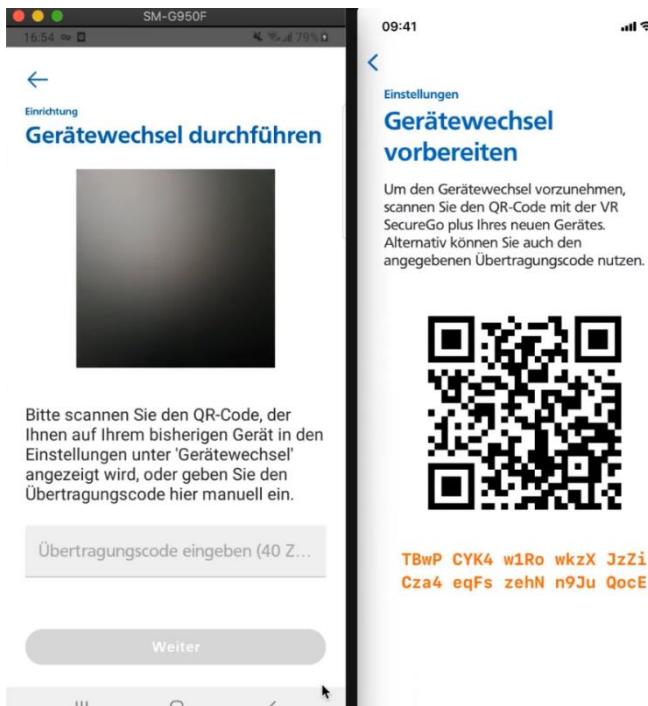 SM-G950F
16:54
79%
Einrichtung
Gerätewechsel durchführen
Bitte scannen Sie den QR-Code, der
Ihnen auf Ihrem bisherigen Gerät in den
Einstellungen unter 'Gerätewechsel'
angezeigt wird, oder geben Sie den
Übertragungscode hier manuell ein.
Übertragungscode eingeben (40 Z...
Weiter
09:41
Einstellungen
Gerätewechsel
vorbereiten
Um den Gerätewechsel vorzunehmen,
scannen Sie den QR-Code mit der VR
SecureGo plus Ihres neuen Gerätes.
Alternativ können Sie auch den
angegebenen Übertragungscode nutzen.
TBwP CYK4 w1Ro wkzX JzZi
Cza4 eqFs zehN n9Ju QocE